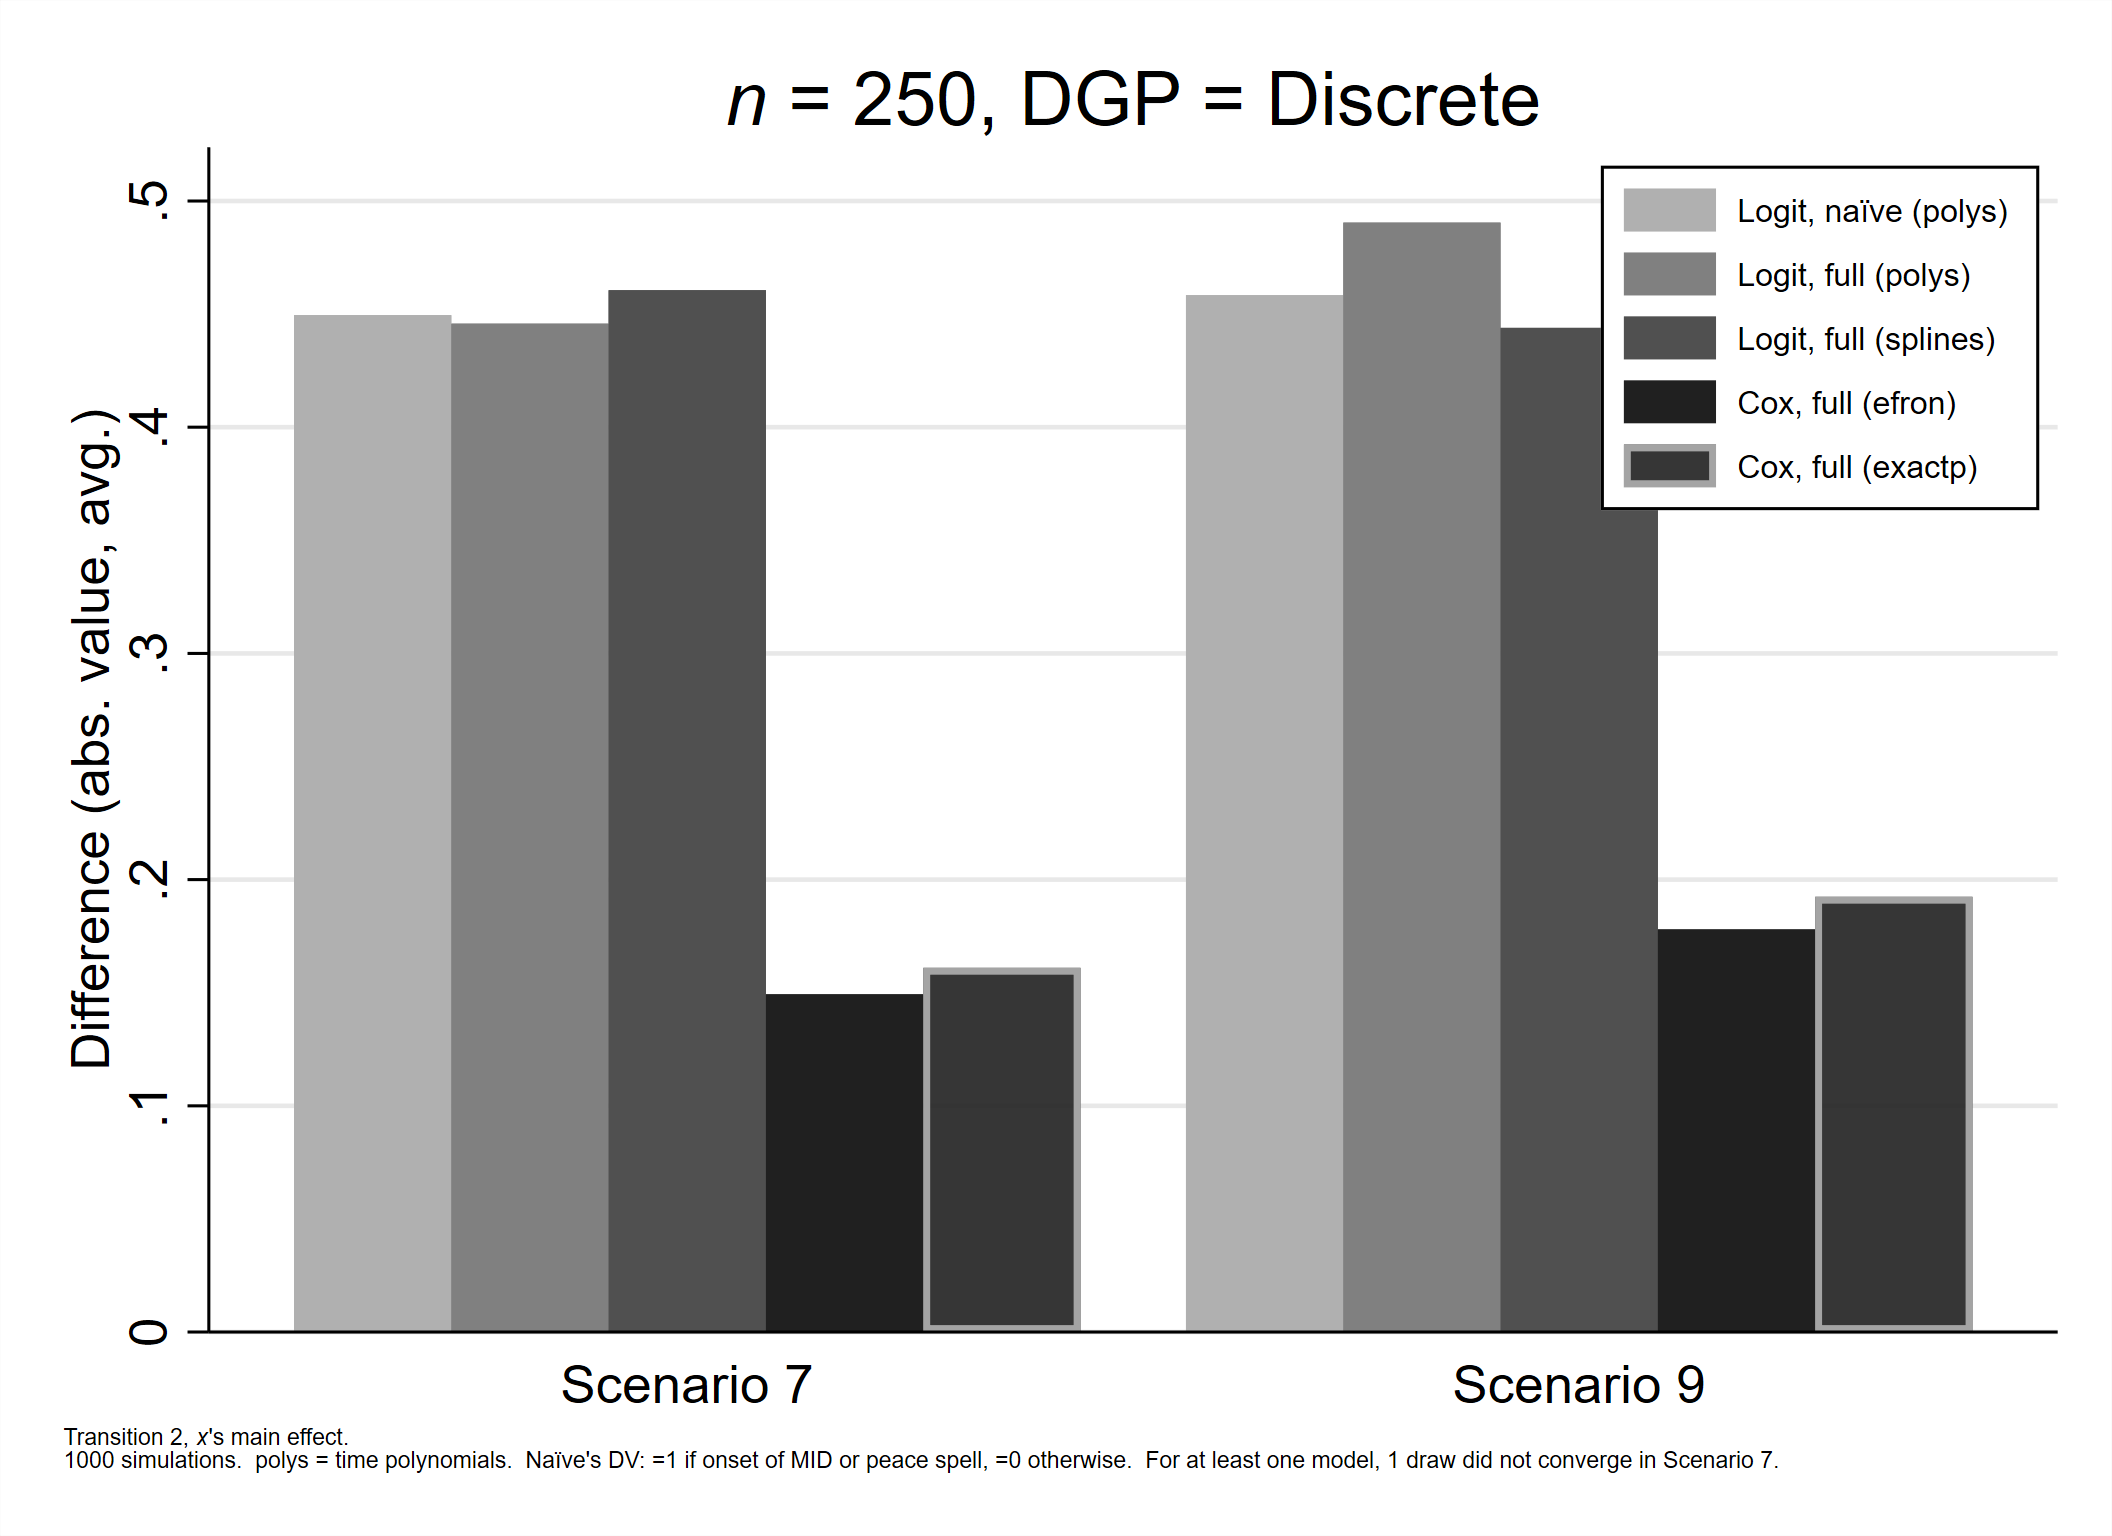 n = 250, DGP = Discrete
Difference (abs. value, avg.)
.5
.4
.3
.2
.1
0
Logit, naïve (polys)
Logit, full (polys)
Logit, full (splines)
Cox, full (efron)
Cox, full (exactp)
Scenario 7
Scenario 9
Transition 2, x's main effect.
1000 simulations.  polys = time polynomials.  Naïve's DV: =1 if onset of MID or peace spell, =0 otherwise.  For at least one model, 1 draw did not converge in Scenario 7.